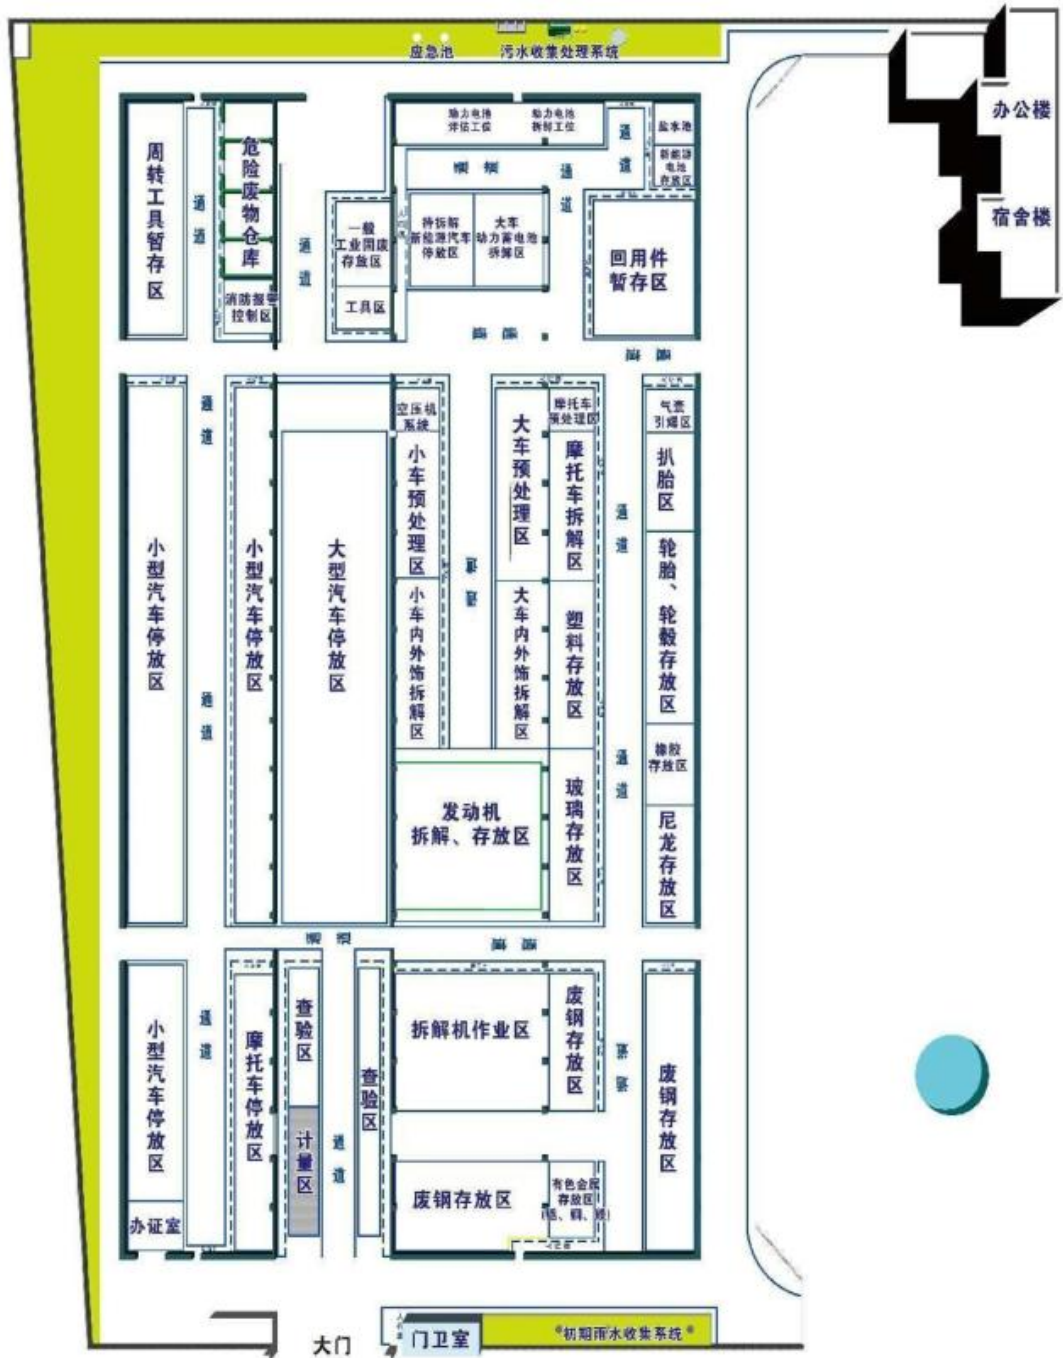 应急池
污水收集处理系统
办公楼
宿舍楼
周转工具暂存区
通道
危险废物仓库
消防报警
控制区
通道
一般
工业固废
存放区
工具区
动力电池
评估工位
动力电池
拆卸工位
通道
盐水池
新能源
电池
存放区
通道
通道
待拆解
新能源汽车
停放区
大车
动力蓄电池
拆卸区
回用件
暂存区
通道
通道
小型汽车停放区
通道
通道
小型汽车停放区
大型汽车停放区
空压机
系统
小车预处理区
小车内外饰拆解区
通道
大车预处理区
大车内外饰拆解区
摩托车
预处理区
摩托车拆解区
塑料存放区
玻璃存放区
发动机
拆解、存放区
通道
通道
气囊
引爆区
扒胎区
轮胎、轮毂存放区
橡胶
存放区
尼龙存放区
通道
通道
小型汽车停放区
办证室
通道
摩托车停放区
查验区
计量区
通道
查验区
拆解机作业区
废钢存放区
通道
废钢存放区
废钢存放区
有色金属
存放区
大门
门卫室
初期雨水收集系统